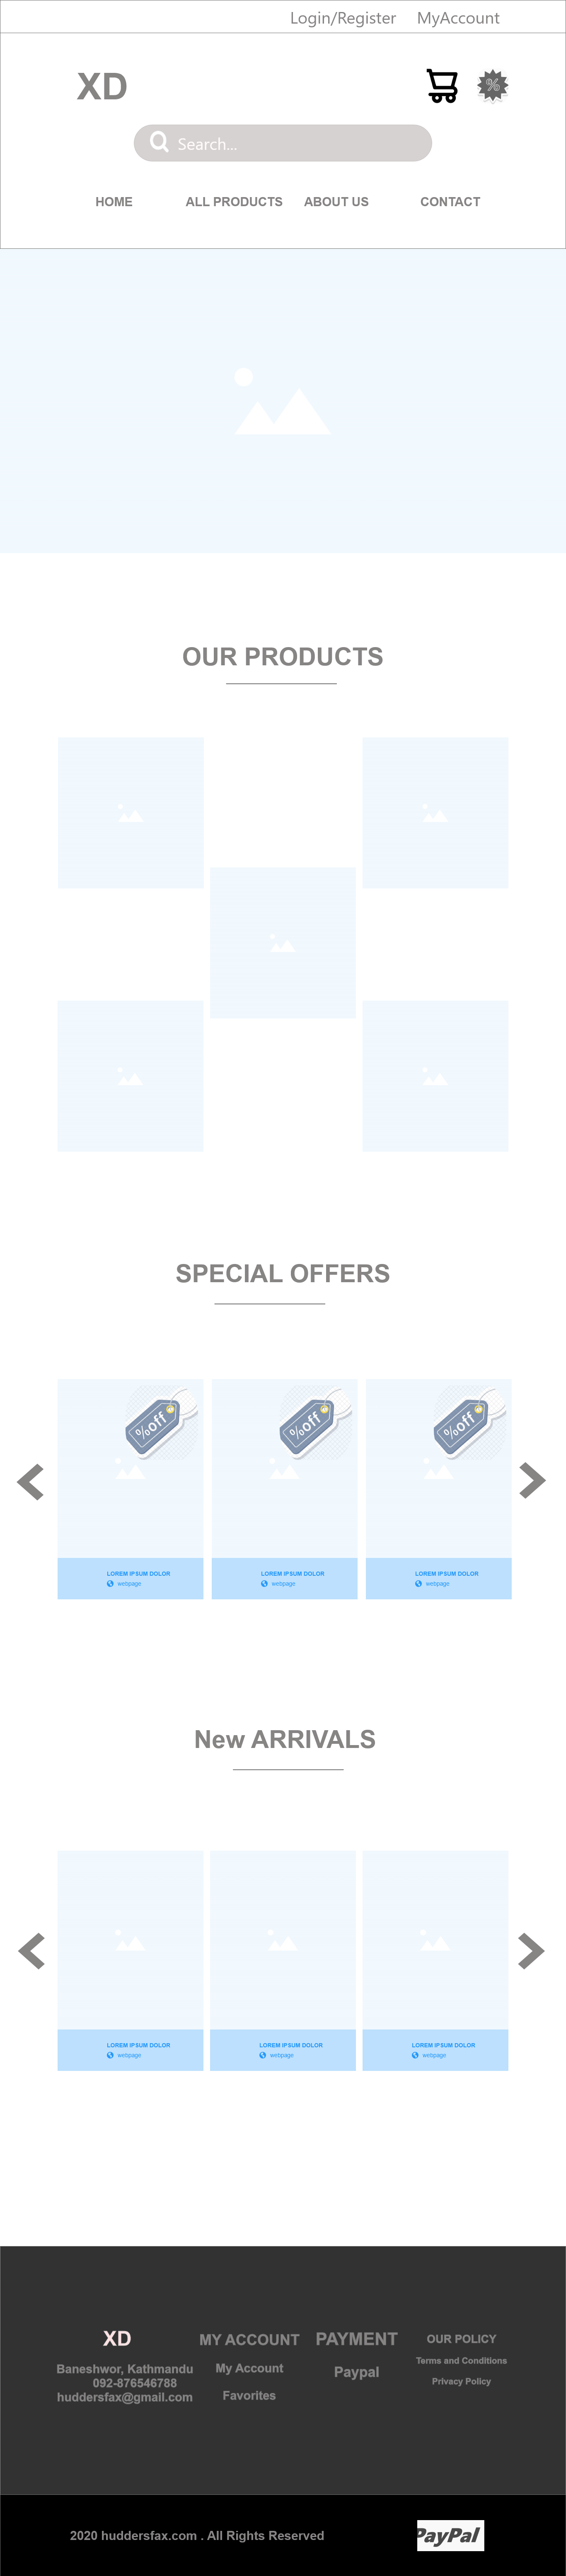 Login/Register MyAccount
XD
%
Search...
HOME ALL PRODUCTS ABOUT US CONTACT
OUR PRODUCTS
SPECIAL OFFERS
%off %off %off
LOREM IPSUM DOLOR LOREM IPSUM DOLOR LOREM IPSUM DOLOR
webpage webpage webpage
New ARRIVALS
LOREM IPSUM DOLOR LOREM IPSUM DOLOR LOREM IPSUM DOLOR
webpage webpage webpage
XD MY ACCOUNT PAYMENT OUR POLICY
Baneshwor, Kathmandu My Account Paypal Terms and Conditions
092-876546788 Privacy Policy
huddersfax@gmail.com Favorites
2020 huddersfax.com . All Rights Reserved PayPal